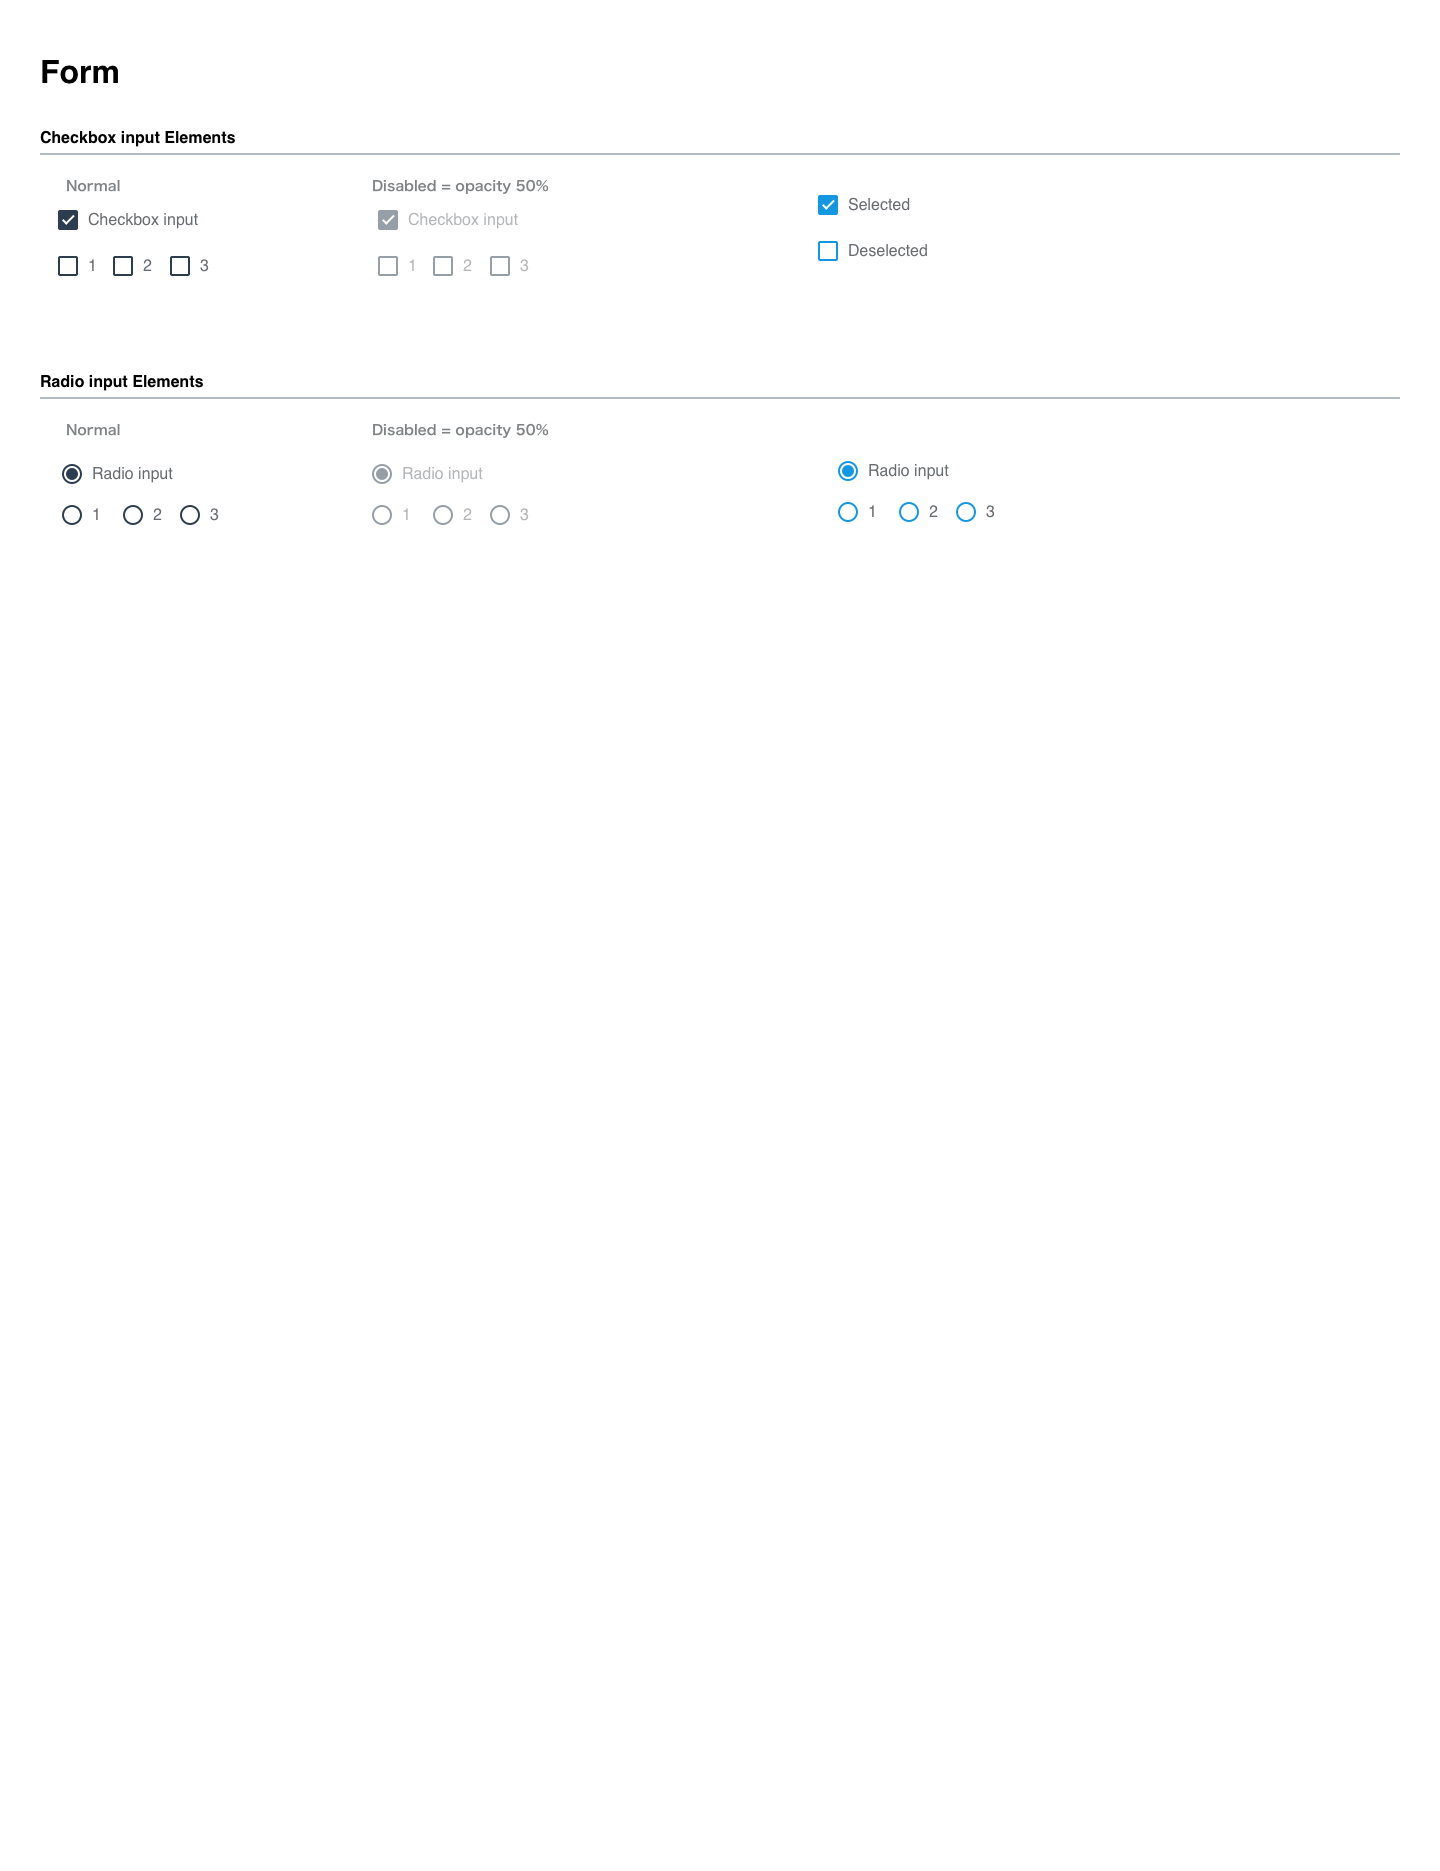 Form
Checkbox input Elements
Normal
Disabled = opacity 50%
Checkbox input
Checkbox input
Selected
1 2 3
1 2 3
Deselected
Radio input Elements
Normal
Disabled = opacity 50%
Radio input
Radio input
Radio input
1 2 3
1 2 3
1 2 3